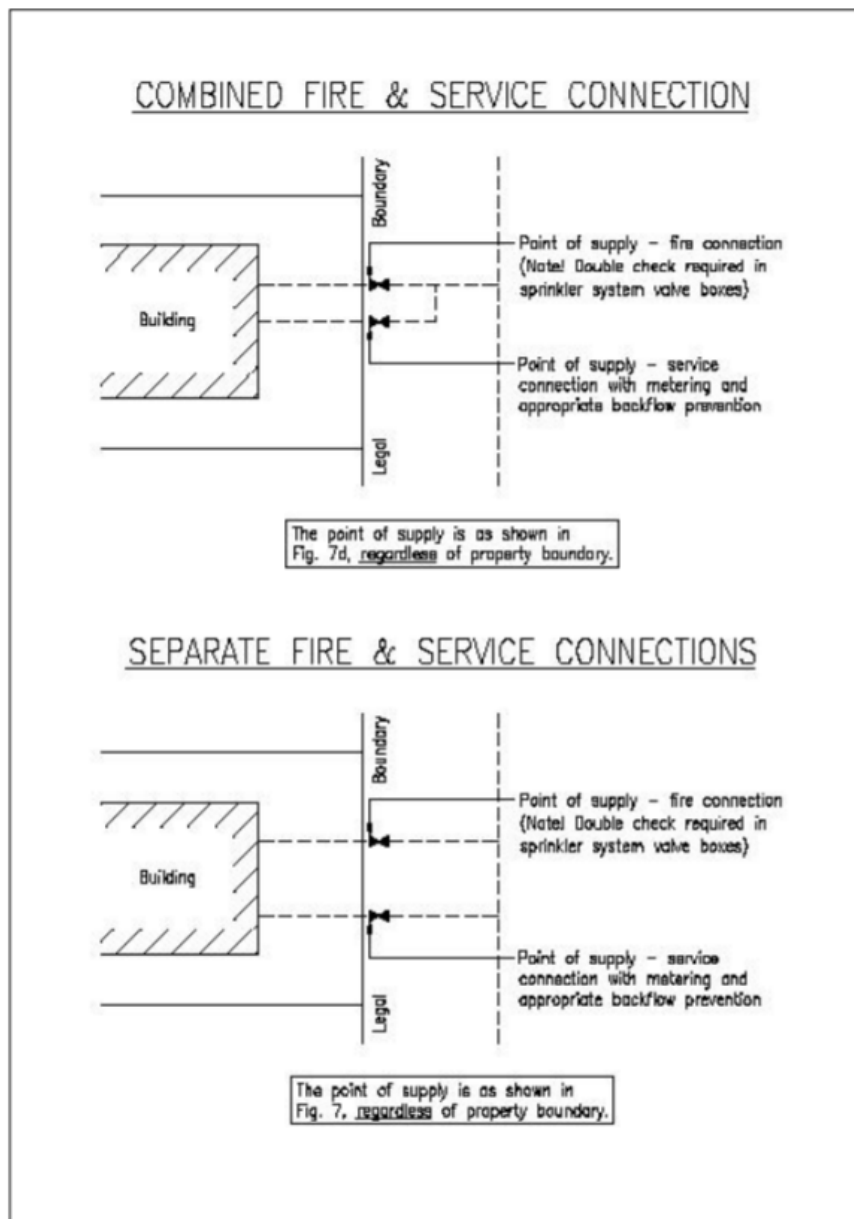 COMBINED FIRE & SERVICE CONNECTION
Boundary
Point of supply – fire connection
(Note! Double check required in
sprinkler system valve boxes)
Building
Point of supply – service
connection with metering and
appropriate backflow prevention
Legal
The point of supply is as shown in
Fig. 7d, regardless of property boundary.
SEPARATE FIRE & SERVICE CONNECTIONS
Boundary
Point of supply – fire connection
(Note! Double check required in
sprinkler system valve boxes)
Building
Point of supply – service
connection with metering and
appropriate backflow prevention
Legal
The point of supply is as shown in
Fig. 7, regardless of property boundary.